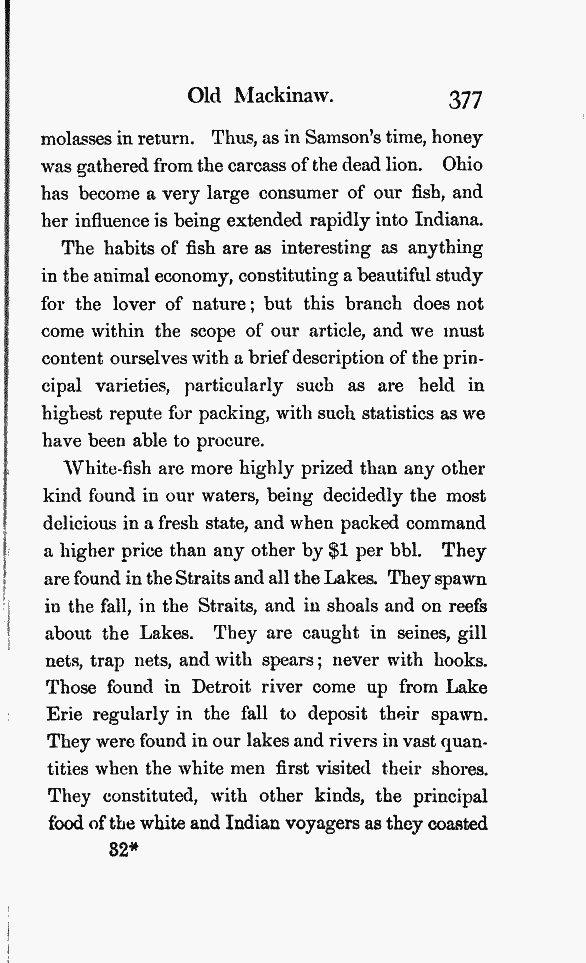 Old Mackinaw. 377
molasses in return. Thus, as in Samson's time, honey
was gathered from the carcass of the dead lion. Ohio
has become a very large consumer of our fish, and
her influence is being extended rapidly into Indiana.
The habits of fish are as interesting as anything
in the animal economy, constituting a beautiful study
for the lover of nature; but this branch does not
come within the scope of our article, and we must
content ourselves with a brief description of the prin-
cipal varieties, particularly such as are held in
highest repute for packing, with such statistics as we
have been able to procure.
White-fish are more highly prized than any other
kind found in our waters, being decidedly the most
delicious in a fresh state, and when packed command
a higher price than any other by $1 per bbl. They
are found in the Straits and all the Lakes. They spawn
in the fall, in the Straits, and in shoals and on reefs
about the Lakes. They are caught in seines, gill
nets, trap nets, and with spears; never with hooks.
Those found in Detroit river come up from Lake
Erie regularly in the fall to deposit their spawn.
They were found in our lakes and rivers in vast quan-
tities when the white men first visited their shores.
They constituted, with other kinds, the principal
food of the white and Indian voyagers as they coasted
32*